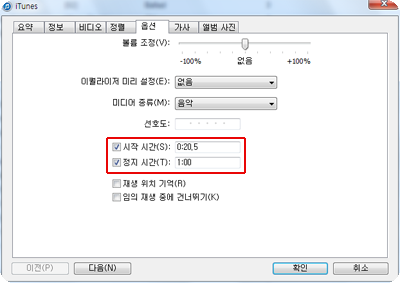 iTunes
요약 정보 비디오 정렬 옵션 가사 앨범 사진
볼륨 조정(V):
-100% 없음 +100%
이퀄라이저 미리 설정(E): 없음
미디어 종류(M): 음악
선호도:
시작 시간(S): 0:20,5
정지 시간(T): 1:00
재생 위치 기억(R)
임의 재생 중에 건너뛰기(K)
이전(P) 다음(N) 확인 취소